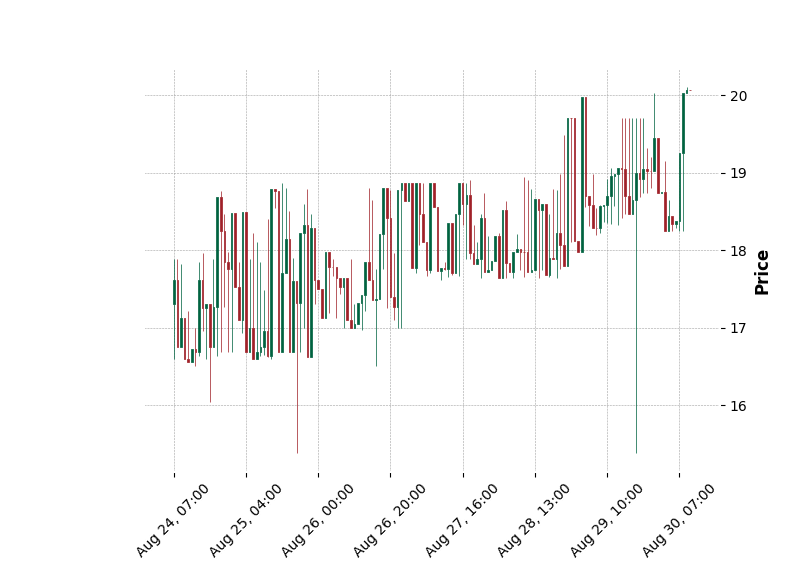 20
19
18
17
16
Price
Aug 24, 07:00
Aug 25, 04:00
Aug 26, 00:00
Aug 26, 20:00
Aug 27, 16:00
Aug 28, 13:00
Aug 29, 10:00
Aug 30, 07:00